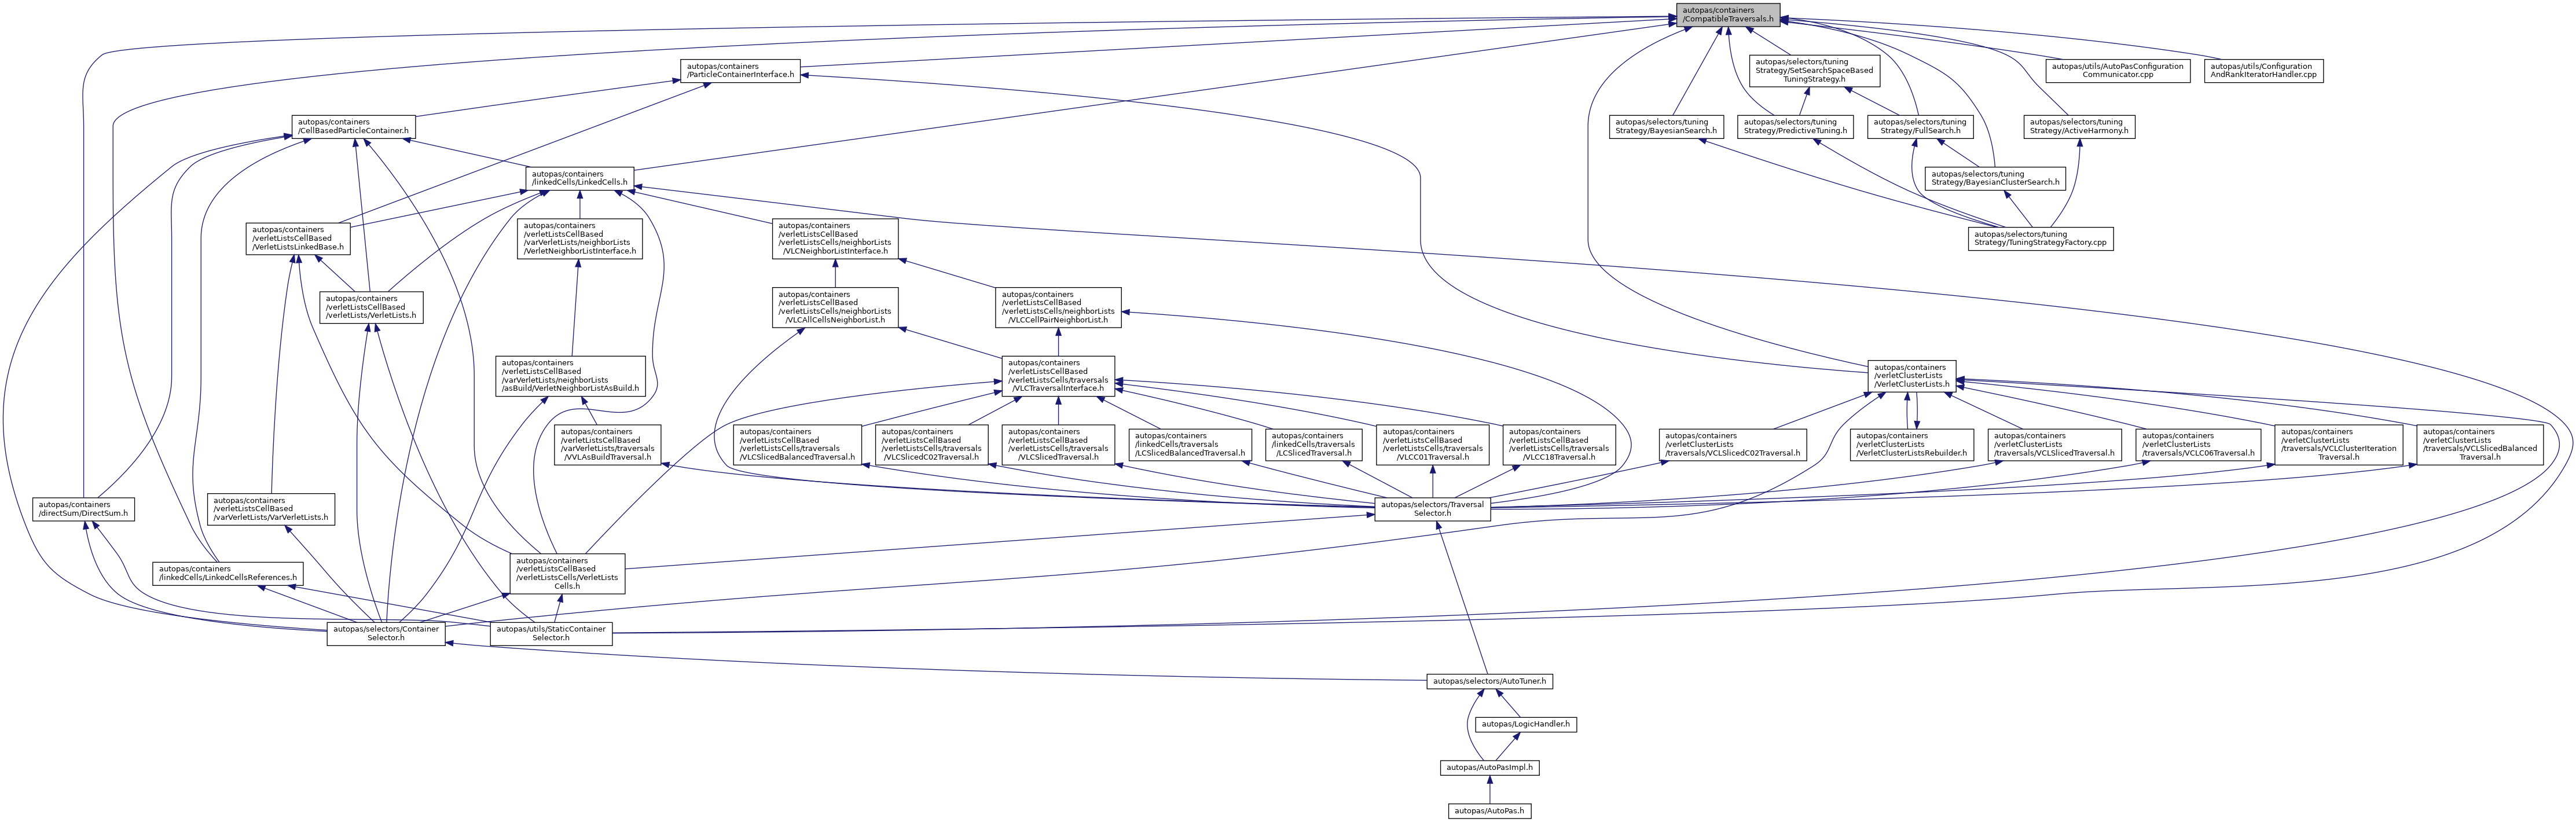 autopas/containers
/CompatibleTraversals.h
autopas/containers
/ParticleContainerInterface.h
autopas/selectors/tuning
Strategy/SetSearchSpaceBased
TuningStrategy.h
autopas/utils/AutoPasConfiguration
Communicator.cpp
autopas/utils/Configuration
AndRankIteratorHandler.cpp
autopas/containers
/CellBasedParticleContainer.h
autopas/selectors/tuning
Strategy/BayesianSearch.h
autopas/selectors/tuning
Strategy/PredictiveTuning.h
autopas/selectors/tuning
Strategy/FullSearch.h
autopas/selectors/tuning
Strategy/ActiveHarmony.h
autopas/containers
/linkedCells/LinkedCells.h
autopas/selectors/tuning
Strategy/BayesianClusterSearch.h
autopas/containers
/verletListsCellBased
/VerletListsLinkedBase.h
autopas/containers
/verletListsCellBased
/varVerletLists/neighborLists
/VerletNeighborListInterface.h
autopas/containers
/verletListsCellBased
/verletListsCells/neighborLists
/VLCNeighborListInterface.h
autopas/selectors/tuning
Strategy/TuningStrategyFactory.cpp
autopas/containers
/verletListsCellBased
/verletLists/VerletLists.h
autopas/containers
/verletListsCellBased
/verletListsCells/neighborLists
/VLCAllCellsNeighborList.h
autopas/containers
/verletListsCellBased
/verletListsCells/neighborLists
/VLCCellPairNeighborList.h
autopas/containers
/verletListsCellBased
/varVerletLists/neighborLists
/asBuild/VerletNeighborListAsBuild.h
autopas/containers
/verletListsCellBased
/verletListsCells/traversals
/VLCTraversalInterface.h
autopas/containers
/verletClusterLists
/VerletClusterLists.h
autopas/containers
/verletListsCellBased
/varVerletLists/traversals
/VVLAsBuildTraversal.h
autopas/containers
/verletListsCellBased
/verletListsCells/traversals
/VLCSlicedBalancedTraversal.h
autopas/containers
/verletListsCellBased
/verletListsCells/traversals
/VLCSlicedC02Traversal.h
autopas/containers
/verletListsCellBased
/verletListsCells/traversals
/VLCSlicedTraversal.h
autopas/containers
/linkedCells/traversals
/LCSlicedBalancedTraversal.h
autopas/containers
/linkedCells/traversals
/LCSlicedTraversal.h
autopas/containers
/verletListsCellBased
/verletListsCells/traversals
/VLCC01Traversal.h
autopas/containers
/verletListsCellBased
/verletListsCells/traversals
/VLCC18Traversal.h
autopas/containers
/verletClusterLists
/traversals/VCLSlicedC02Traversal.h
autopas/containers
/verletClusterLists
/VerletClusterListsRebuilder.h
autopas/containers
/verletClusterLists
/traversals/VCLSlicedTraversal.h
autopas/containers
/verletClusterLists
/traversals/VCLC06Traversal.h
autopas/containers
/verletClusterLists
/traversals/VCLClusterIteration
Traversal.h
autopas/containers
/verletClusterLists
/traversals/VCLSlicedBalanced
Traversal.h
autopas/containers
/directSum/DirectSum.h
autopas/containers
/verletListsCellBased
/varVerletLists/VarVerletLists.h
autopas/selectors/Traversal
Selector.h
autopas/containers
/linkedCells/LinkedCellsReferences.h
autopas/containers
/verletListsCellBased
/verletListsCells/VerletLists
Cells.h
autopas/selectors/Container
Selector.h
autopas/utils/StaticContainer
Selector.h
autopas/selectors/AutoTuner.h
autopas/LogicHandler.h
autopas/AutoPasImpl.h
autopas/AutoPas.h